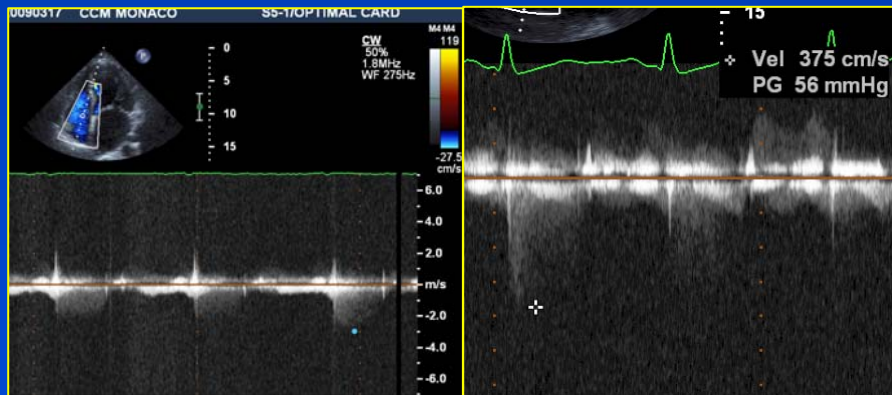 0090317 CCM MONACO S5-1/OPTIMAL CARD
CW
50%
1.8MHz
WF 275Hz
M4 M4
119
-27.5
cm/s
0
5
10
15
6.0
4.0
2.0
m/s
-2.0
-4.0
-6.0
15
Vel 375 cm/s
PG 56 mmHg